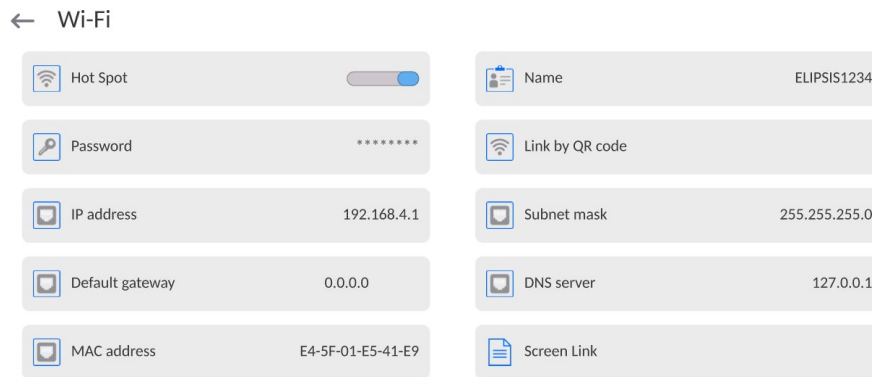 Wi-Fi
Hot Spot
Name ELIPSIS1234
Password ********
Link by QR code
IP address 192.168.4.1
Subnet mask 255.255.255.0
Default gateway 0.0.0.0
DNS server 127.0.0.1
MAC address E4-5F-01-E5-41-E9
Screen Link